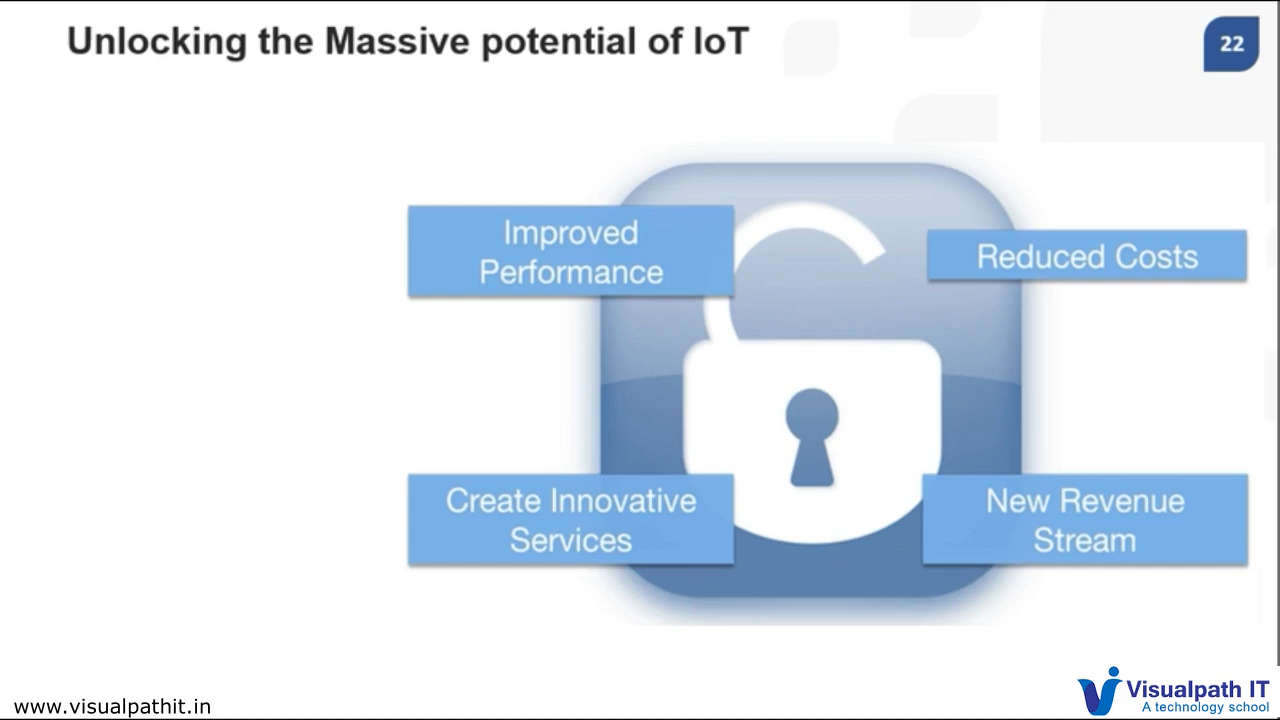 Unlocking the Massive potential of IoT
22
Improved
Performance
Reduced Costs
Create Innovative
Services
New Revenue
Stream
www.visualpathit.in
Visualpath IT
A technology school